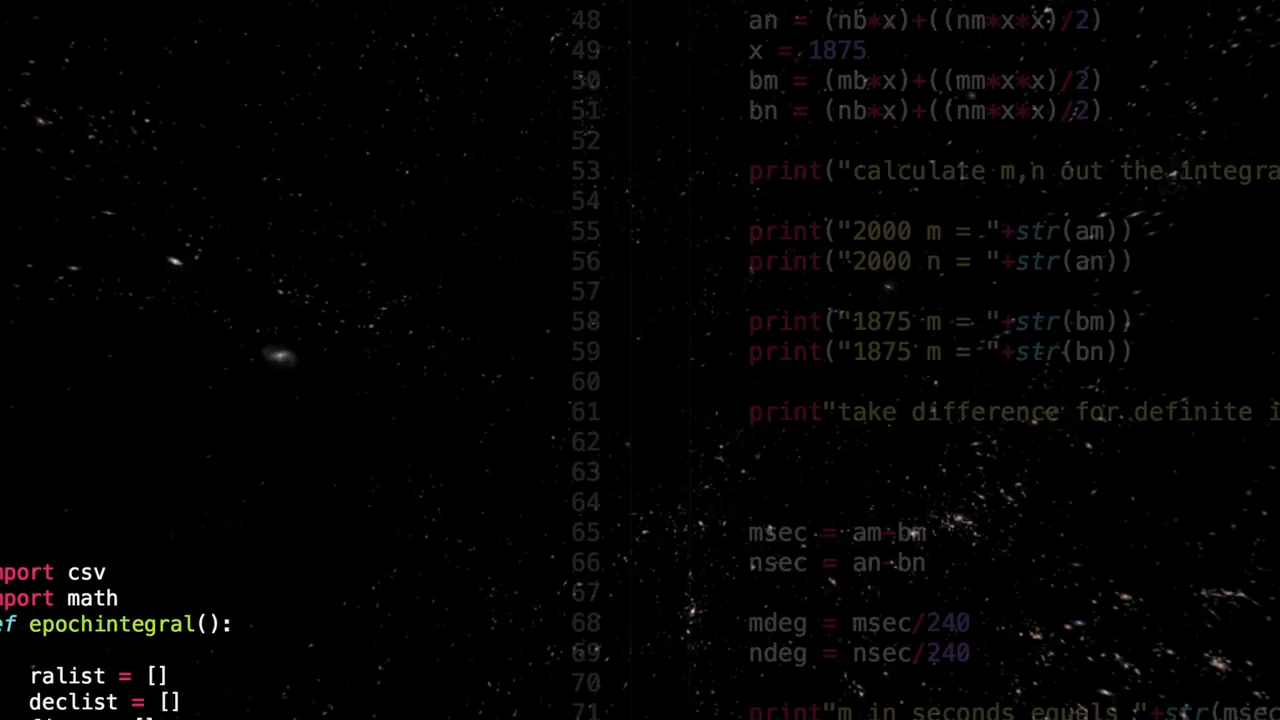 48 an = (nb*x)+((nm*x*x)/2)
49 x = 1875
50 bm = (mb*x)+((mm*x*x)/2)
51 bn = (nb*x)+((nm*x*x)/2)
52
53 print("calculate m,n out the integra
54
55 print("2000 m = "+str(am))
56 print("2000 n = "+str(an))
57
58 print("1875 m = "+str(bm))
59 print("1875 m = "+str(bn))
60
61 print"take difference for definite i
62
63
64
65 msec = am-bm
66 nsec = an-bn
67
68 mdeg = msec/240
69 ndeg = nsec/240
70
71 print"m in seconds equals "+str(msec
mport csv
mport math
ef epochintegral():
ralist = []
declist = []